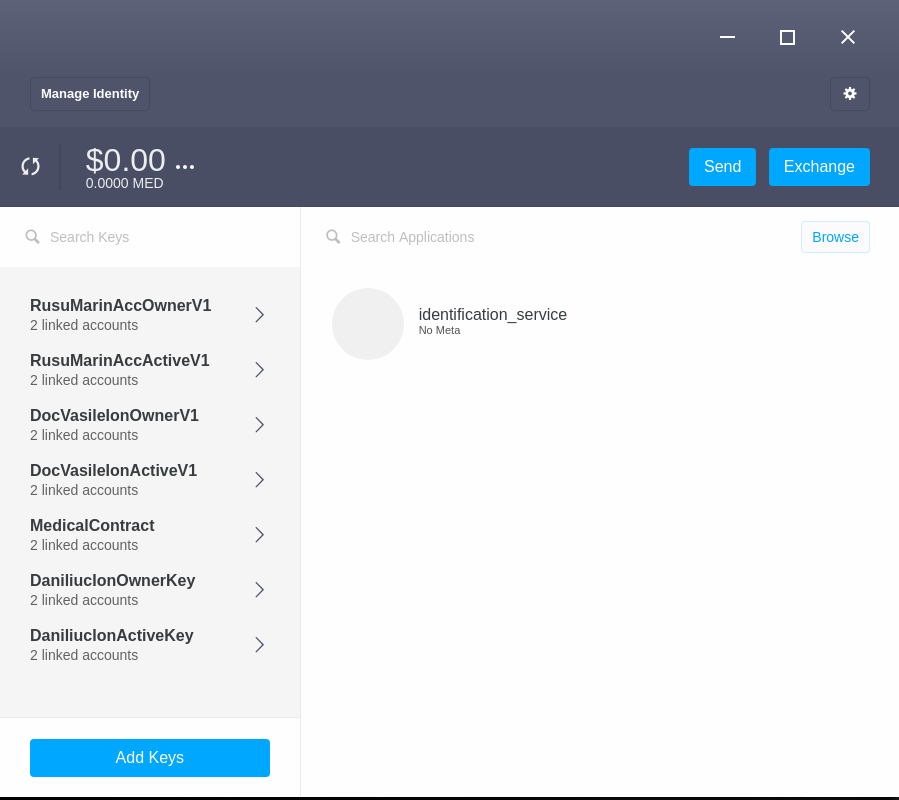 Manage Identity
$0.00 •••
0.0000 MED
Send
Exchange
Search Keys
Search Applications
Browse
RusuMarinAccOwnerV1
2 linked accounts
RusuMarinAccActiveV1
2 linked accounts
DocVasileIonOwnerV1
2 linked accounts
DocVasileIonActiveV1
2 linked accounts
MedicalContract
2 linked accounts
DaniliucIonOwnerKey
2 linked accounts
DaniliucIonActiveKey
2 linked accounts
Add Keys
identification_service
No Meta